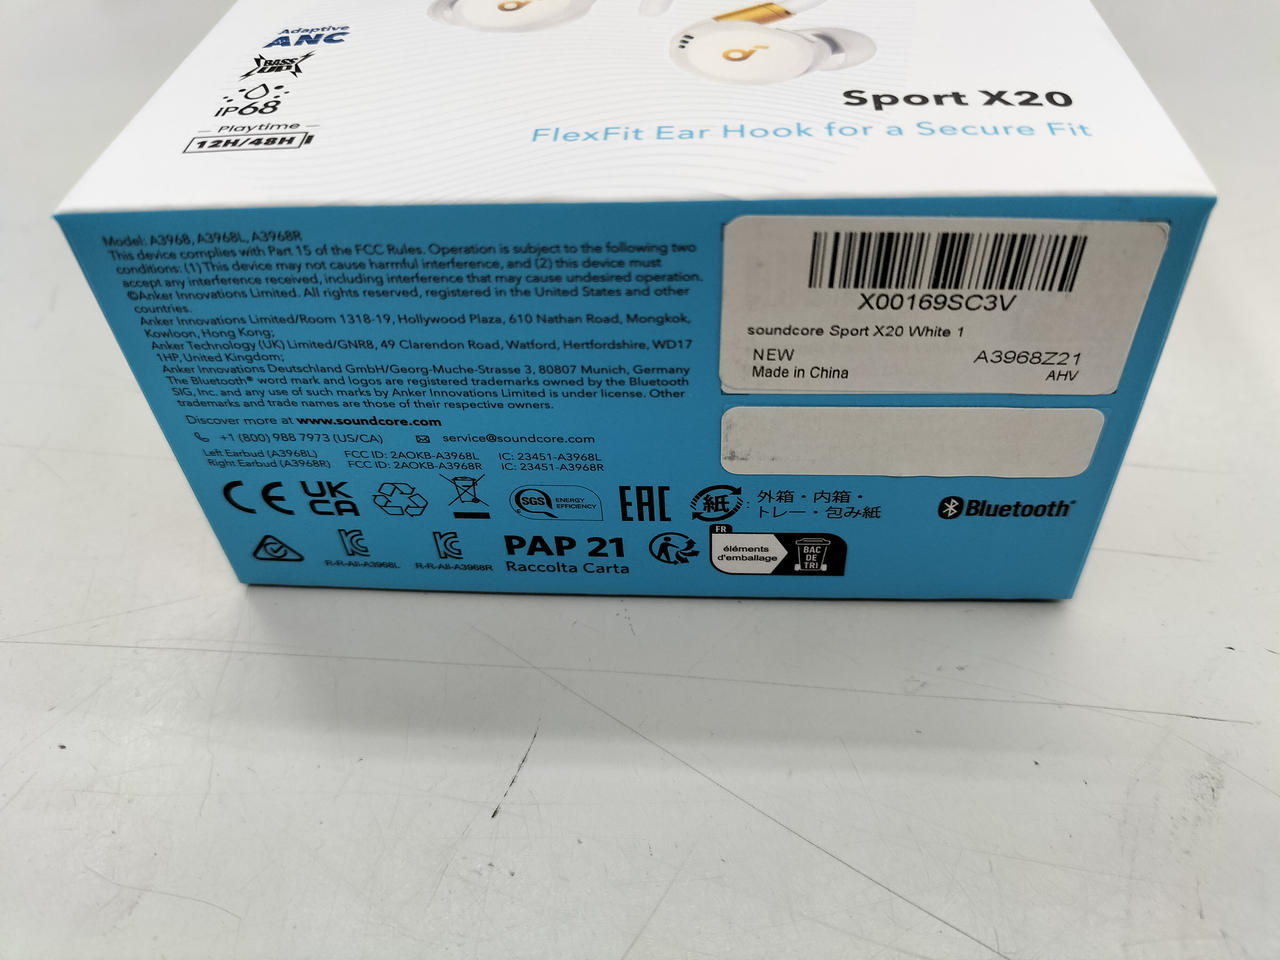 Adaptive
ANC
BASS
UP
IP68
Playtime
12H/48H
Sport X20
FlexFit Ear Hook for a Secure Fit
Model: A3968, A3968L, A3968R
This device complies with Part 15 of the FCC Rules. Operation is subject to the following two
conditions: (1) This device may not cause harmful interference, and (2) this device must
accept any interference received, including interference that may cause undesired operation.
©Anker Innovations Limited. All rights reserved, registered in the United States and other
countries.
Anker Innovations Limited/Room 1318-19, Hollywood Plaza, 610 Nathan Road, Mongkok,
Kowloon, Hong Kong;
Anker Technology (UK) Limited/GNR8, 49 Clarendon Road, Watford, Hertfordshire, WD17
1HP, United Kingdom;
Anker Innovations Deutschland GmbH/Georg-Muche-Strasse 3, 80807 Munich, Germany
The Bluetooth® word mark and logos are registered trademarks owned by the Bluetooth
SIG, Inc. and any use of such marks by Anker Innovations Limited is under license. Other
trademarks and trade names are those of their respective owners.
Discover more at www.soundcore.com
+1 (800) 988 7973 (US/CA) service@soundcore.com
Left Earbud (A3968L) FCC ID: 2AOKB-A3968L IC: 23451-A3968L
Right Earbud (A3968R) FCC ID: 2AOKB-A3968R IC: 23451-A3968R
X00169SC3V
soundcore Sport X20 White 1
NEW A3968Z21
Made in China AHV
CE UK CA SGS ENERGY EFFICIENCY EAC 紙 : 外箱・内箱・
トレー・包み紙
Bluetooth®
R-R-All-A3968L R-R-All-A3968R
PAP 21
Raccolta Carta
FR
éléments
d'emballage
BAC
DE
TRI